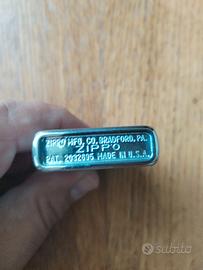 ZIPPO MFG. CO. BRADFORD, PA.
ZIPPO
PAT. 2032695 MADE IN U.S.A.
subito